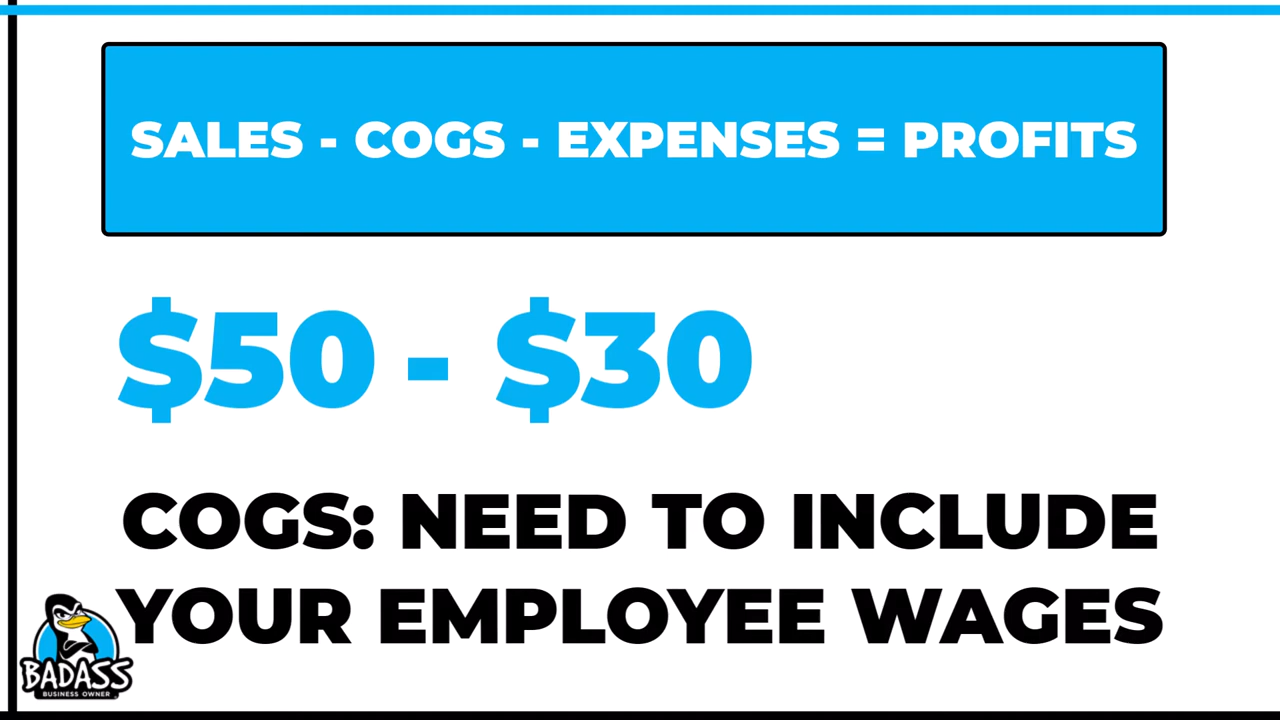 SALES - COGS - EXPENSES = PROFITS
$50 - $30
COGS: NEED TO INCLUDE
YOUR EMPLOYEE WAGES
BADASS
BUSINESS OWNER